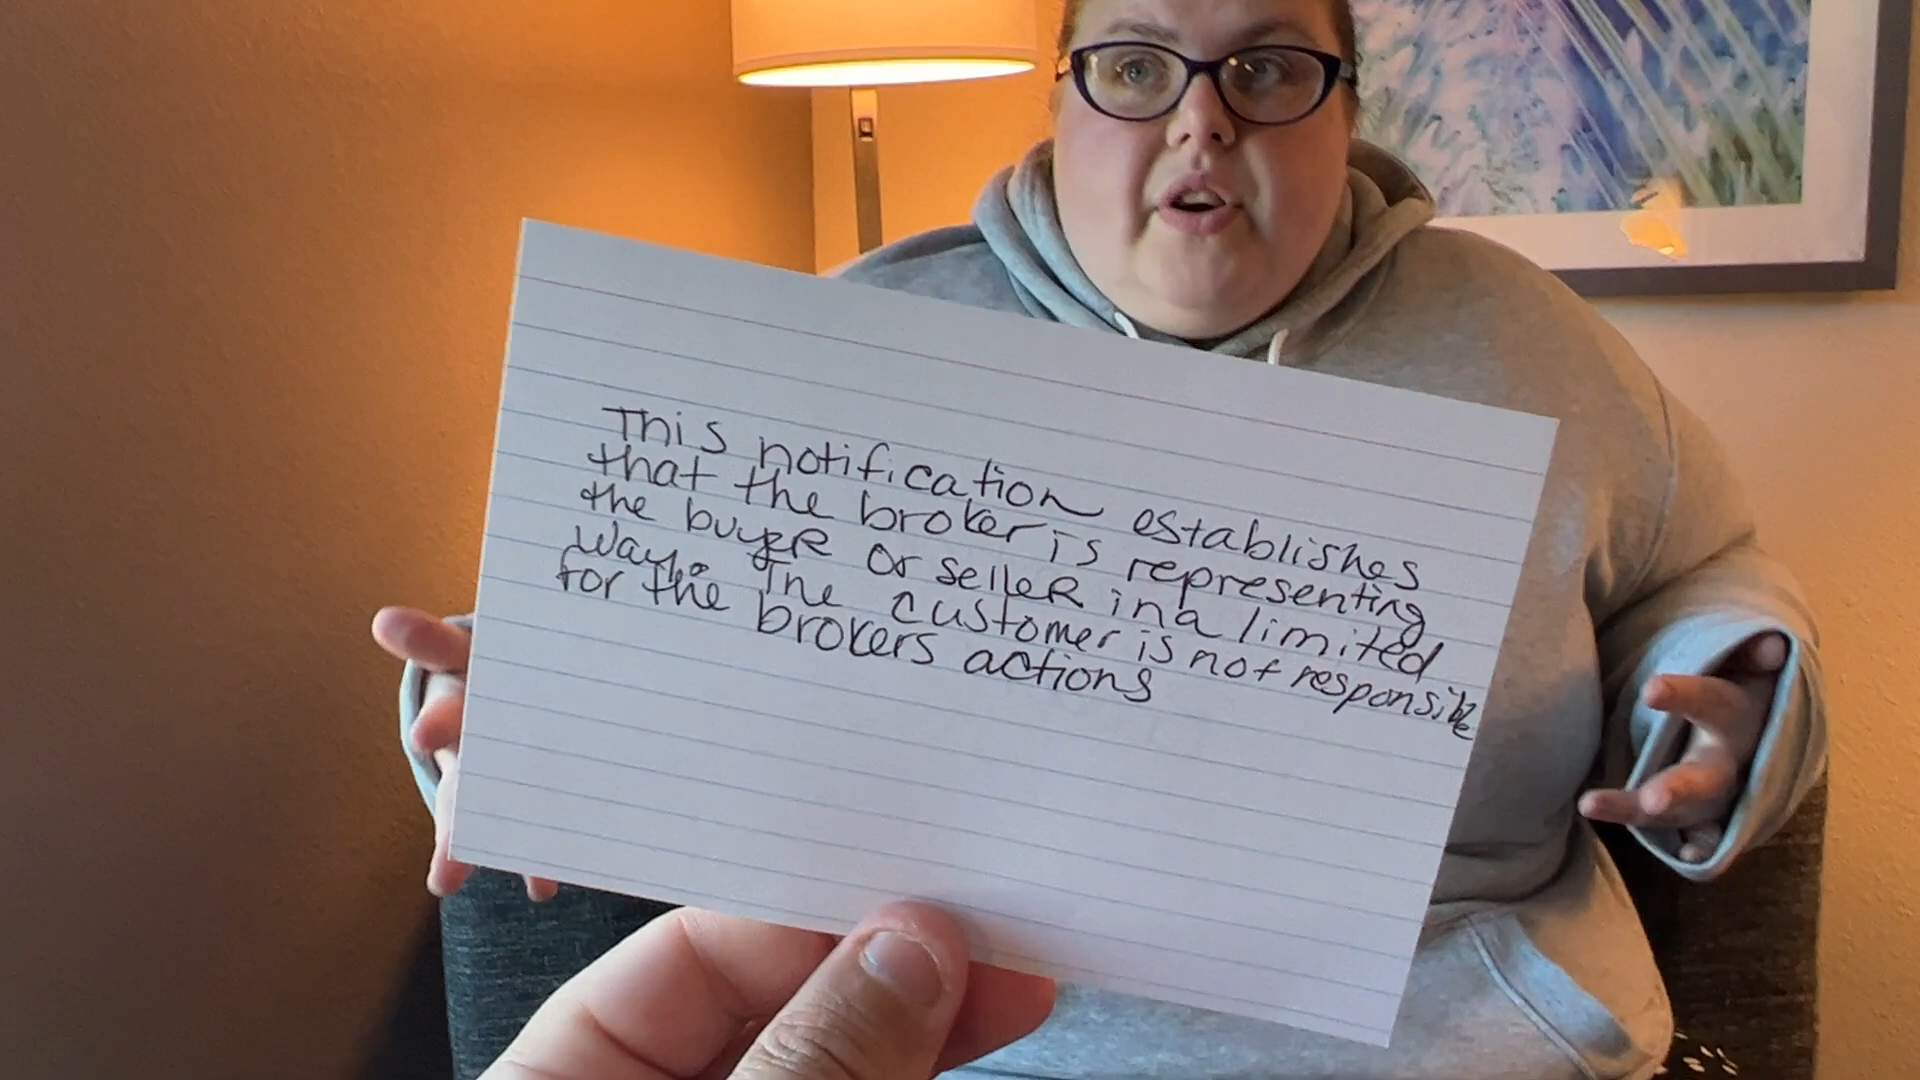 This notification establishes
that the broker is representing
the buyeR or selleR in a limited
way. The customer is not responsible
for the brokers actions